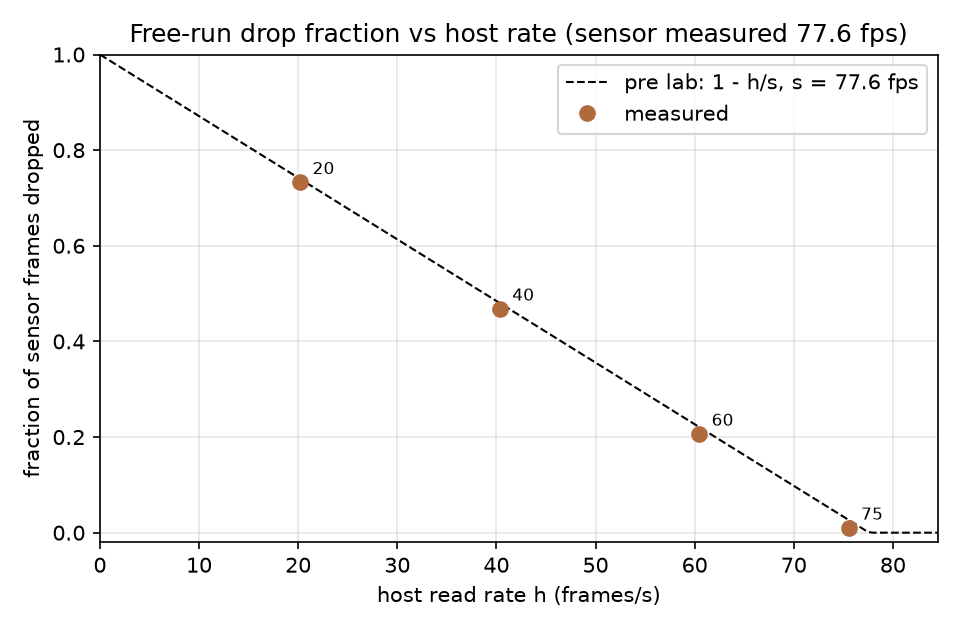 Free-run drop fraction vs host rate (sensor measured 77.6 fps)
pre lab: 1 - h/s, s = 77.6 fps
measured
fraction of sensor frames dropped
1.0
0.8
0.6
0.4
0.2
0.0
20
40
60
75
0 10 20 30 40 50 60 70 80
host read rate h (frames/s)